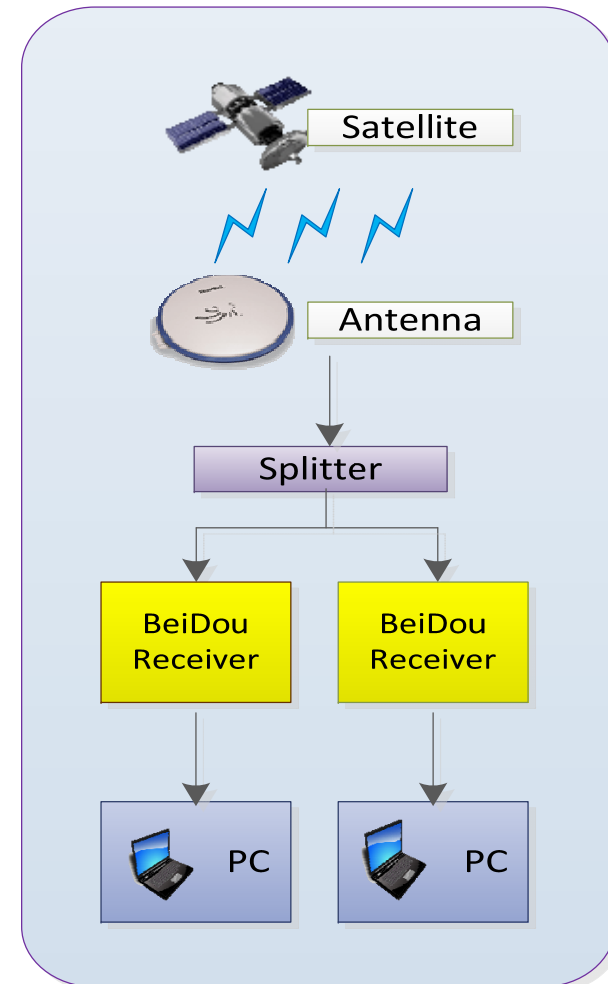 Satellite
Antenna
Splitter
BeiDou
Receiver
BeiDou
Receiver
PC
PC